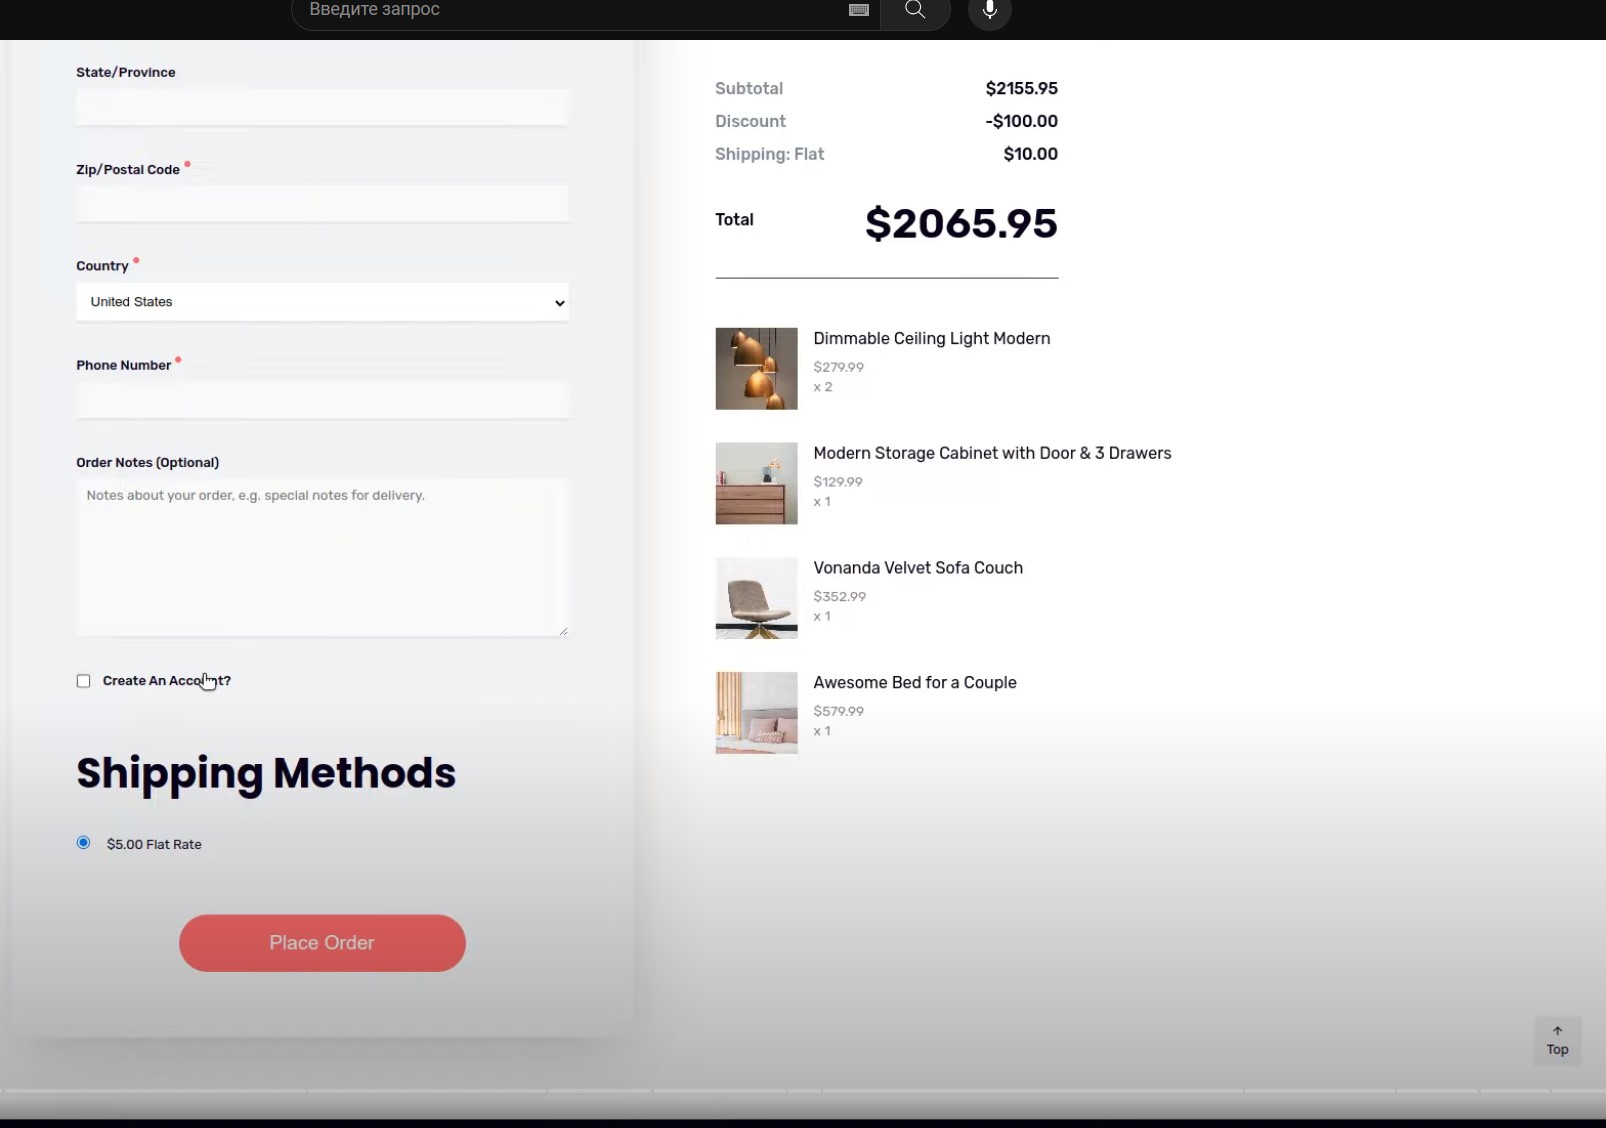 Введите запрос
State/Province
Zip/Postal Code
Country
United States
Phone Number
Order Notes (Optional)
Notes about your order, e.g. special notes for delivery.
Create An Account?
Shipping Methods
$5.00 Flat Rate
Place Order
Subtotal $2155.95
Discount -$100.00
Shipping: Flat $10.00
Total $2065.95
Dimmable Ceiling Light Modern
$279.99
x 2
Modern Storage Cabinet with Door & 3 Drawers
$129.99
x 1
Vonanda Velvet Sofa Couch
$352.99
x 1
Awesome Bed for a Couple
$579.99
x 1
Top